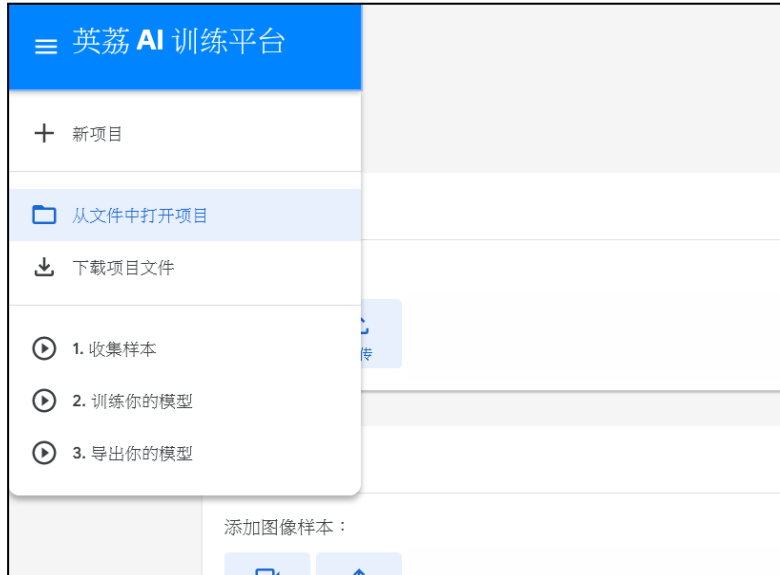 英荔 AI 训练平台
新项目
从文件中打开项目
下载项目文件
1. 收集样本
传
2. 训练你的模型
3. 导出你的模型
添加图像样本：